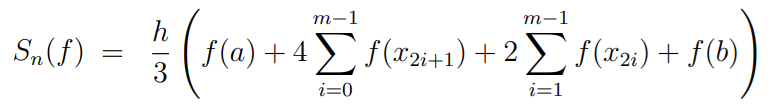 $S_n(f) \;=\; \frac{h}{3}\left( f(a) + 4\sum_{i=0}^{m-1} f(x_{2i+1}) + 2\sum_{i=1}^{m-1} f(x_{2i}) + f(b) \right)$